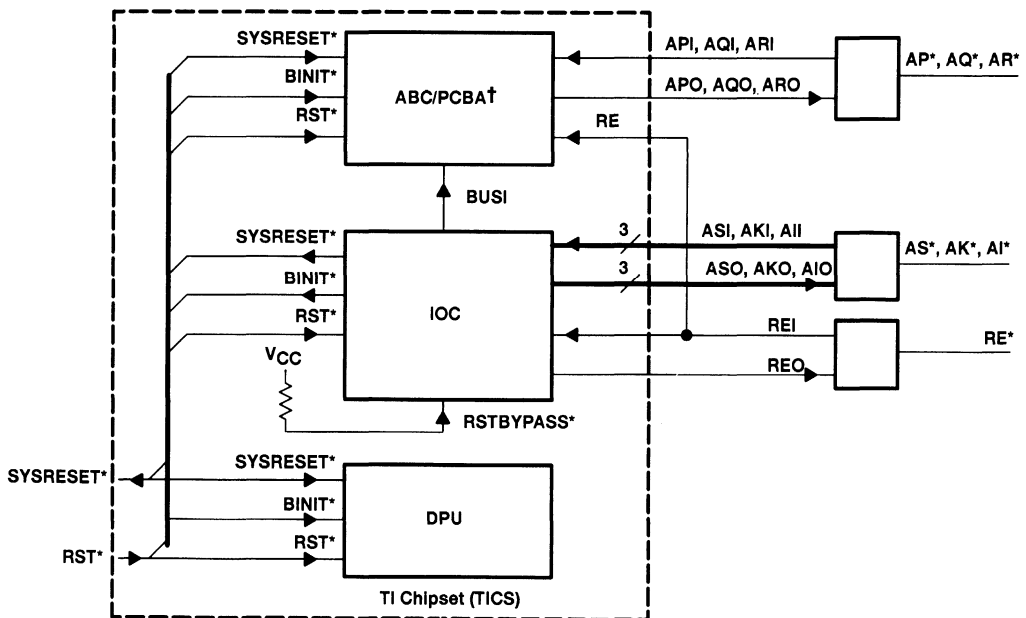 SYSRESET*
BINIT*
RST*
ABC/PCBA†
API, AQI, ARI
APO, AQO, ARO
RE
AP*, AQ*, AR*
BUSI
SYSRESET*
BINIT*
RST*
IOC
3
ASI, AKI, AII
3
ASO, AKO, AIO
AS*, AK*, AI*
REI
REO
RE*
VCC
RSTBYPASS*
SYSRESET*
SYSRESET*
BINIT*
DPU
RST*
RST*
TI Chipset (TICS)